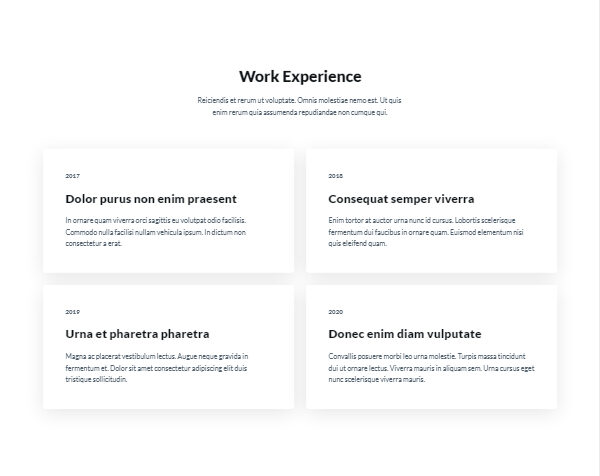 Work Experience
Reiciendis et rerum ut voluptate. Omnis molestiae nemo est. Ut quis
enim rerum quia assumenda repudiandae non cumque qui.
2017
Dolor purus non enim praesent
In ornare quam viverra orci sagittis eu volutpat odio facilisis.
Commodo nulla facilisi nullam vehicula ipsum. In dictum non
consectetur a erat.
2018
Consequat semper viverra
Enim tortor at auctor urna nunc id cursus. Lobortis scelerisque
fermentum dui faucibus in ornare quam. Euismod elementum nisi
quis eleifend quam.
2019
Urna et pharetra pharetra
Magna ac placerat vestibulum lectus. Augue neque gravida in
fermentum et. Dolor sit amet consectetur adipiscing elit duis
tristique sollicitudin.
2020
Donec enim diam vulputate
Convallis posuere morbi leo urna molestie. Turpis massa tincidunt
dui ut ornare lectus. Viverra mauris in aliquam sem. Urna cursus eget
nunc scelerisque viverra mauris.